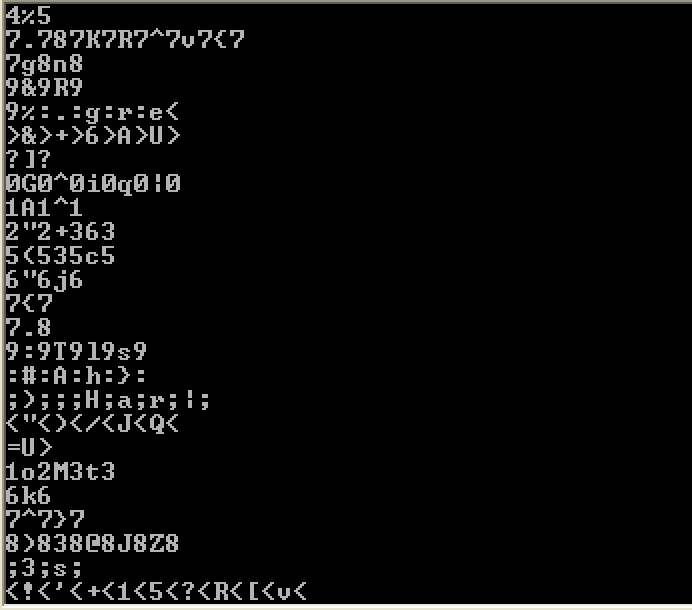 4%5
7.787K7R7^7v7{7
7g8n8
9&9R9
9%:.:g:r:e<
>&>+>6>A>U>
?]?
0G0^0i0q0|0
1A1^1
2"2+363
5<535c5
6"6j6
7{7
7.8
9:9T9l9s9
:#:A:h:}:
;);;;H;a;r;|;
<"<)</<J<Q<
=U>
1o2M3t3
6k6
7^7}7
8)838@8J8Z8
;3;s;
<!<'<+<1<5<?<R<[<v<